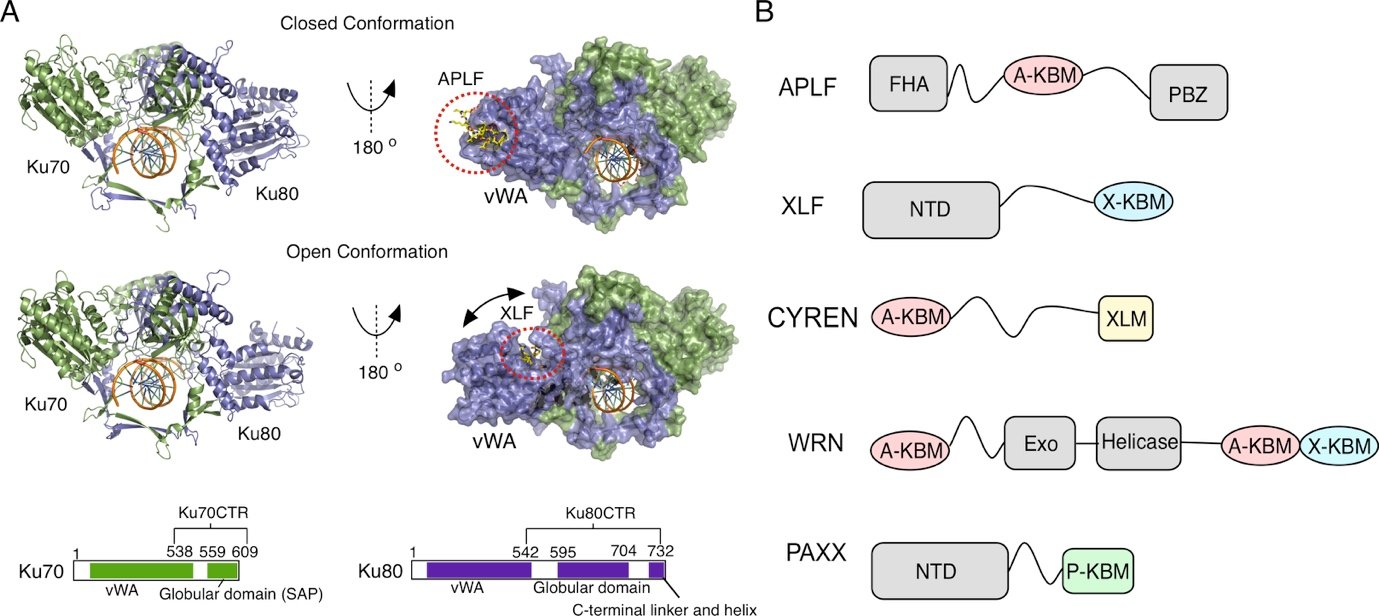 A
Closed Conformation
APLF
180 o
Ku70
Ku80
vWA
Open Conformation
XLF
180 o
Ku70
Ku80
vWA
Ku70CTR
1 538 559 609
Ku70
vWA
Globular domain (SAP)
Ku80CTR
1 542 595 704 732
Ku80
vWA
Globular domain
C-terminal linker and helix
B
APLF FHA A-KBM PBZ
XLF NTD X-KBM
CYREN A-KBM XLM
WRN A-KBM Exo Helicase A-KBM X-KBM
PAXX NTD P-KBM